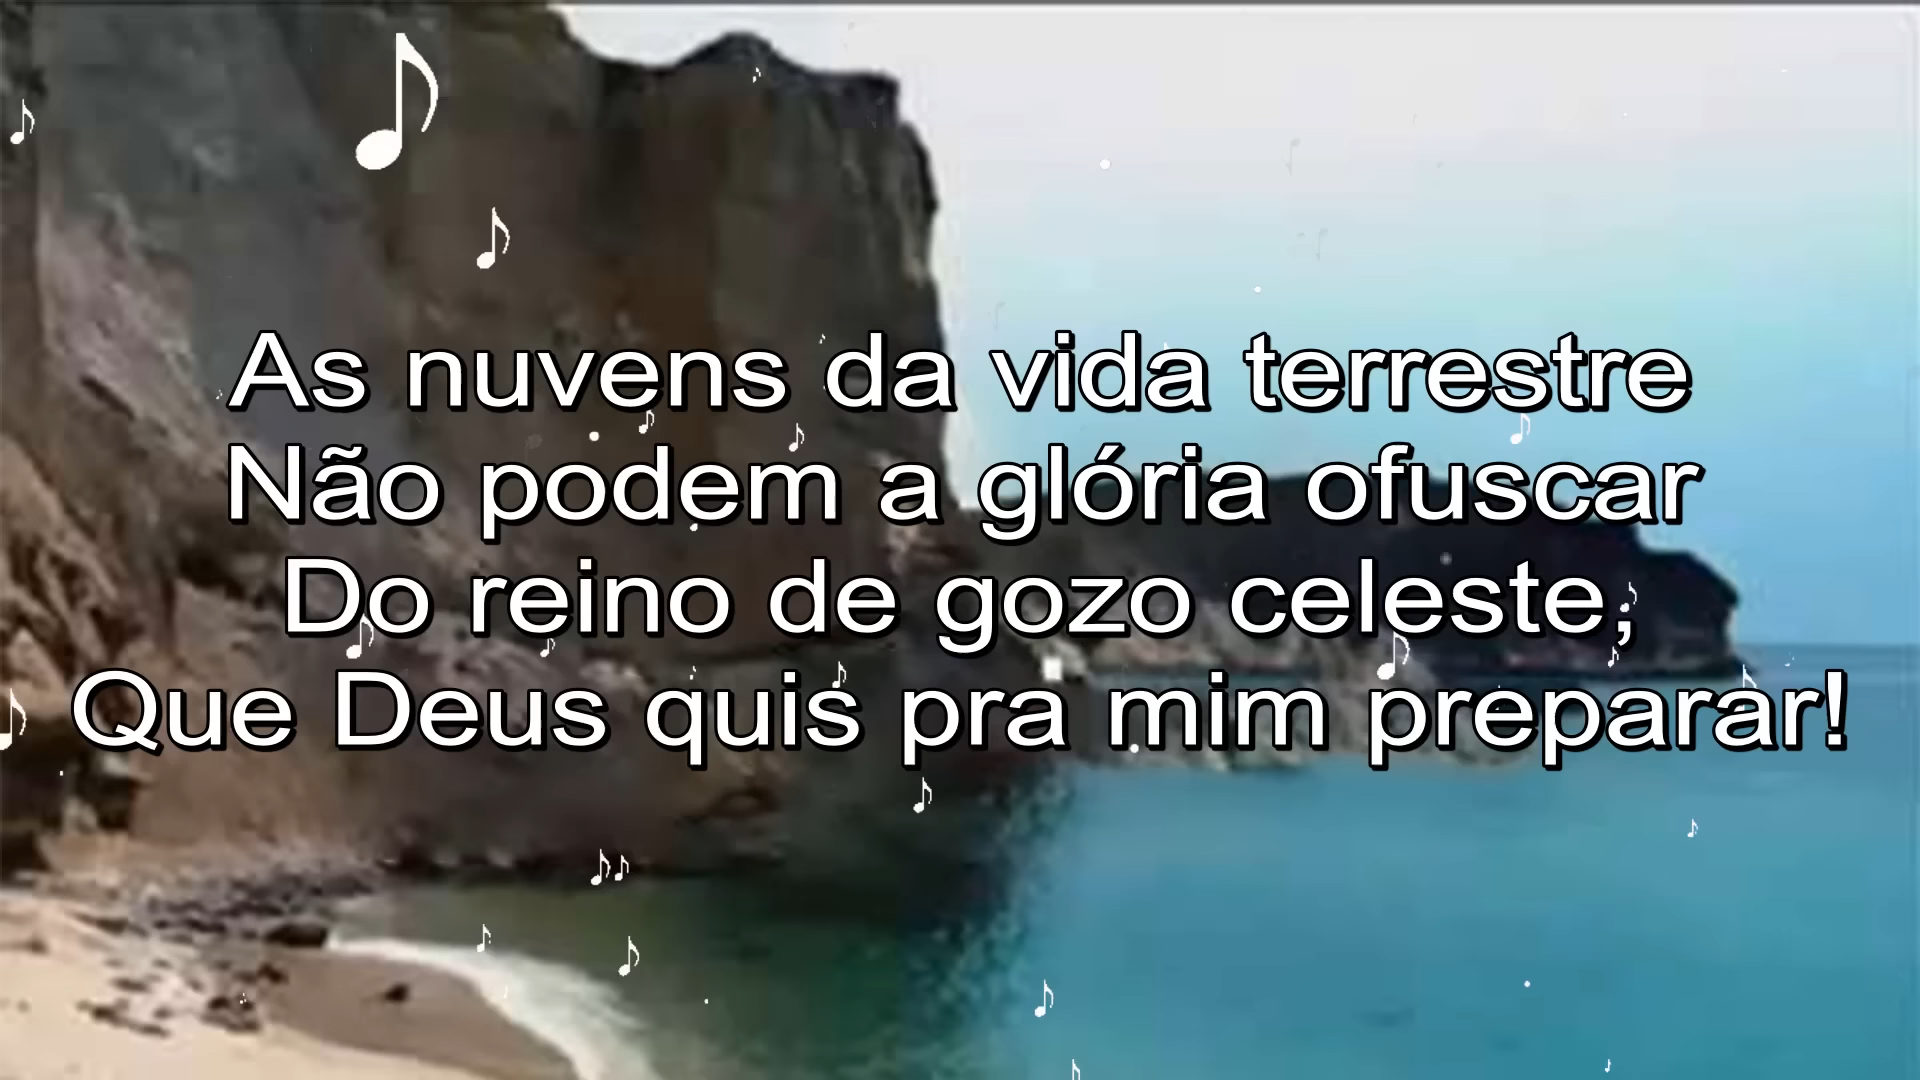 As nuvens da vida terrestre
Não podem a glória ofuscar
Do reino de gozo celeste,
Que Deus quis pra mim preparar!